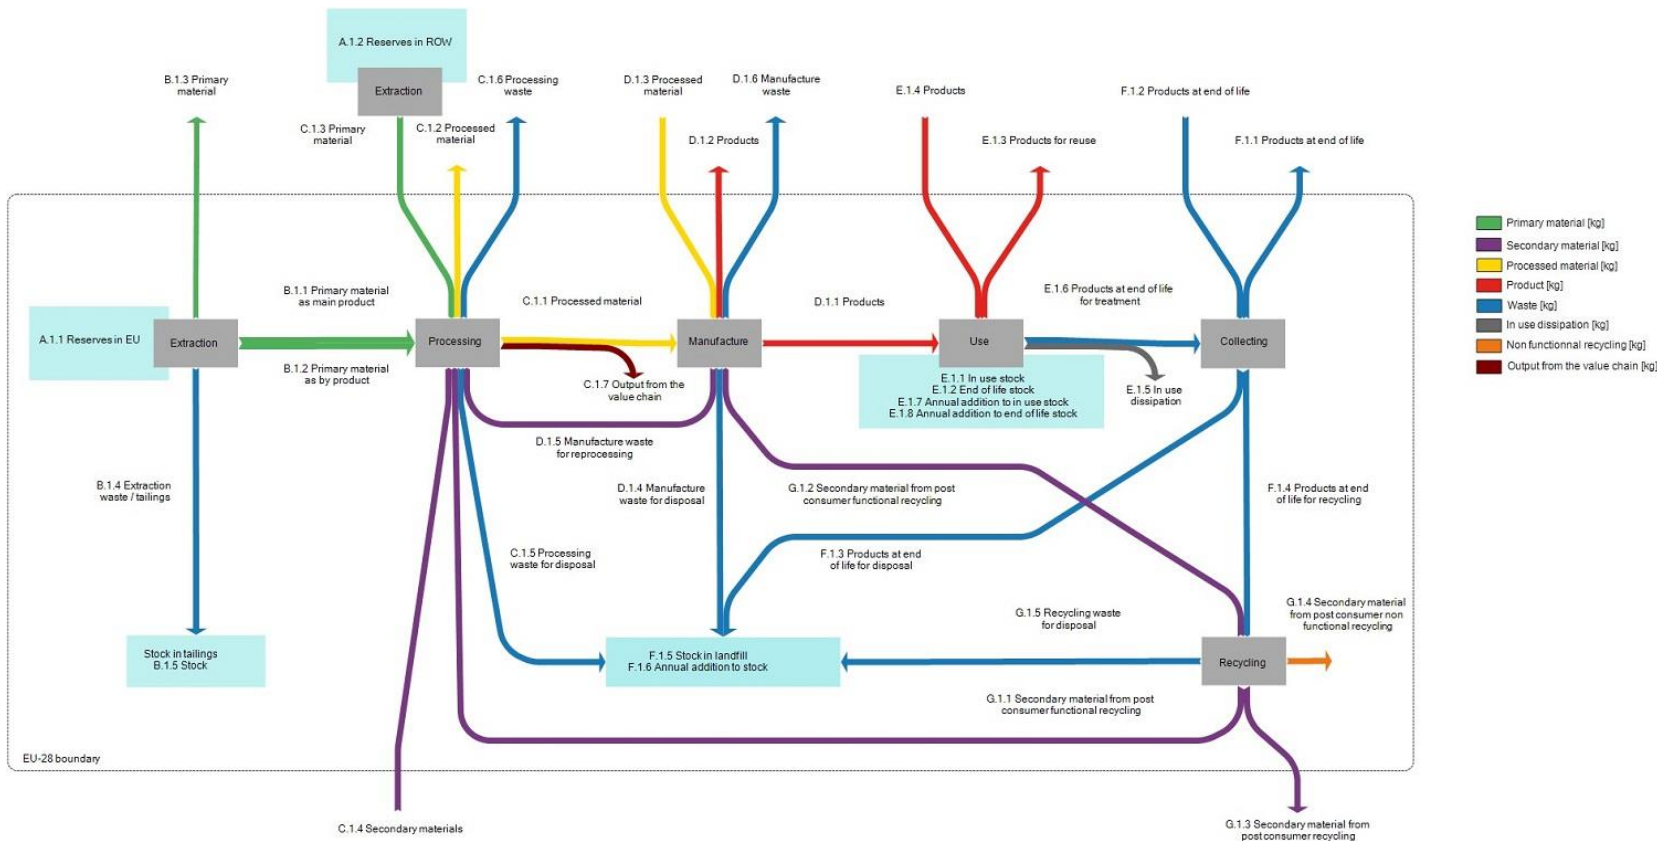 A.1.2 Reserves in ROW
Extraction
B.1.3 Primary
material
C.1.3 Primary
material
C.1.2 Processed
material
C.1.6 Processing
waste
D.1.3 Processed
material
D.1.2 Products
D.1.6 Manufacture
waste
E.1.4 Products
E.1.3 Products for reuse
F.1.2 Products at end of life
F.1.1 Products at end of life
Primary material [kg]
Secondary material [kg]
Processed material [kg]
Product [kg]
Waste [kg]
In use dissipation [kg]
Non functionnal recycling [kg]
Output from the value chain [kg]
A.1.1 Reserves in EU
Extraction
B.1.1 Primary material
as main product
B.1.2 Primary material
as by product
Processing
C.1.1 Processed material
C.1.7 Output from the
value chain
Manufacture
D.1.1 Products
Use
E.1.1 In use stock
E.1.2 End of life stock
E.1.7 Annual addition to in use stock
E.1.8 Annual addition to end of life stock
E.1.6 Products at end of life
for treatment
E.1.5 In use
dissipation
Collecting
B.1.4 Extraction
waste / tailings
D.1.5 Manufacture waste
for reprocessing
D.1.4 Manufacture
waste for disposal
G.1.2 Secondary material from post
consumer functional recycling
F.1.4 Products at end
of life for recycling
C.1.5 Processing
waste for disposal
F.1.3 Products at end
of life for disposal
G.1.5 Recycling waste
for disposal
G.1.4 Secondary material
from post consumer non
functional recycling
Stock in tailings
B.1.5 Stock
F.1.5 Stock in landfill
F.1.6 Annual addition to stock
Recycling
G.1.1 Secondary material from post
consumer functional recycling
EU-28 boundary
C.1.4 Secondary materials
G.1.3 Secondary material from
post consumer recycling